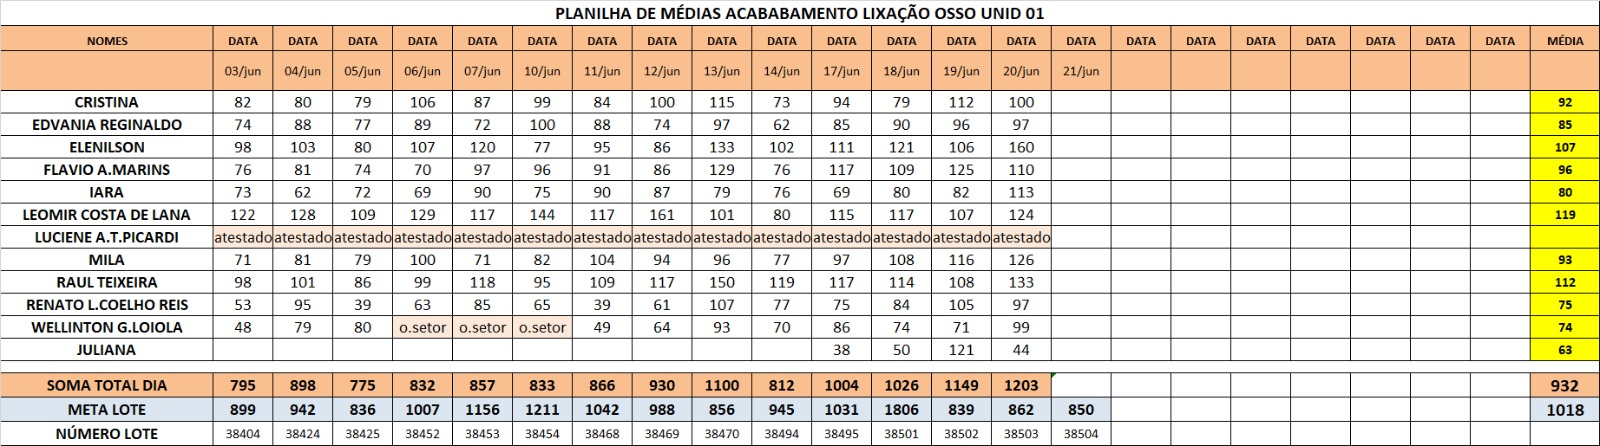 PLANILHA DE MÉDIAS ACABABAMENTO LIXAÇÃO OSSO UNID 01
NOMES DATA DATA DATA DATA DATA DATA DATA DATA DATA DATA DATA DATA DATA DATA DATA DATA DATA DATA DATA DATA DATA DATA MÉDIA
03/jun 04/jun 05/jun 06/jun 07/jun 10/jun 11/jun 12/jun 13/jun 14/jun 17/jun 18/jun 19/jun 20/jun 21/jun
CRISTINA 82 80 79 106 87 99 84 100 115 73 94 79 112 100 92
EDVANIA REGINALDO 74 88 77 89 72 100 88 74 97 62 85 90 96 97 85
ELENILSON 98 103 80 107 120 77 95 86 133 102 111 121 106 160 107
FLAVIO A.MARINS 76 81 74 70 97 96 91 86 129 76 117 109 125 110 96
IARA 73 62 72 69 90 75 90 87 79 76 69 80 82 113 80
LEOMIR COSTA DE LANA 122 128 109 129 117 144 117 161 101 80 115 117 107 124 119
LUCIENE A.T.PICARDI atestado atestado atestado atestado atestado atestado atestado atestado atestado atestado atestado atestado atestado atestado
MILA 71 81 79 100 71 82 104 94 96 77 97 108 116 126 93
RAUL TEIXEIRA 98 101 86 99 118 95 109 117 150 119 117 114 108 133 112
RENATO L.COELHO REIS 53 95 39 63 85 65 39 61 107 77 75 84 105 97 75
WELLINTON G.LOIOLA 48 79 80 o.setor o.setor o.setor 49 64 93 70 86 74 71 99 74
JULIANA 38 50 121 44 63
SOMA TOTAL DIA 795 898 775 832 857 833 866 930 1100 812 1004 1026 1149 1203 932
META LOTE 899 942 836 1007 1156 1211 1042 988 856 945 1031 1806 839 862 850 1018
NÚMERO LOTE 38404 38424 38425 38452 38453 38454 38468 38469 38470 38494 38495 38501 38502 38503 38504